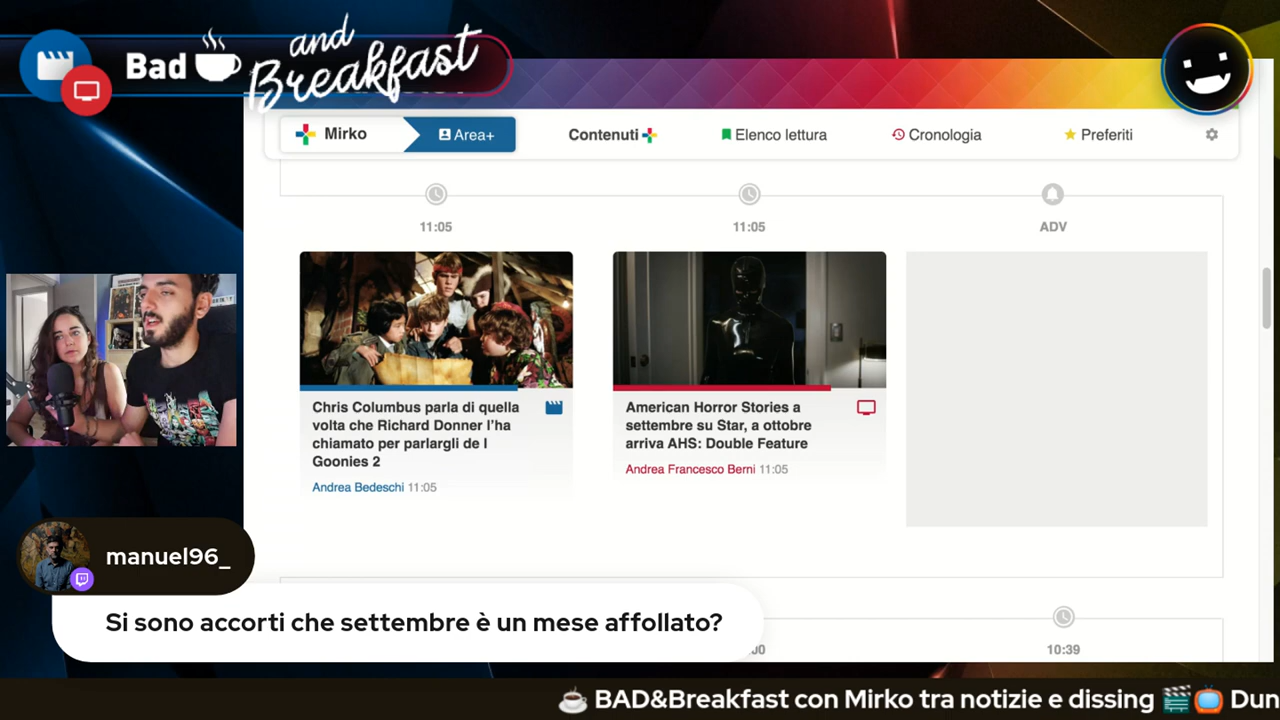 Bad and
Breakfast
Mirko
Area+
Contenuti
Elenco lettura
Cronologia
Preferiti
11:05
11:05
ADV
Chris Columbus parla di quella
volta che Richard Donner l'ha
chiamato per parlargli de I
Goonies 2
Andrea Bedeschi 11:05
American Horror Stories a
settembre su Star, a ottobre
arriva AHS: Double Feature
Andrea Francesco Berni 11:05
manuel96_
Si sono accorti che settembre è un mese affollato?
10:39
☕ BAD&Breakfast con Mirko tra notizie e dissing 🎬📺 Dun